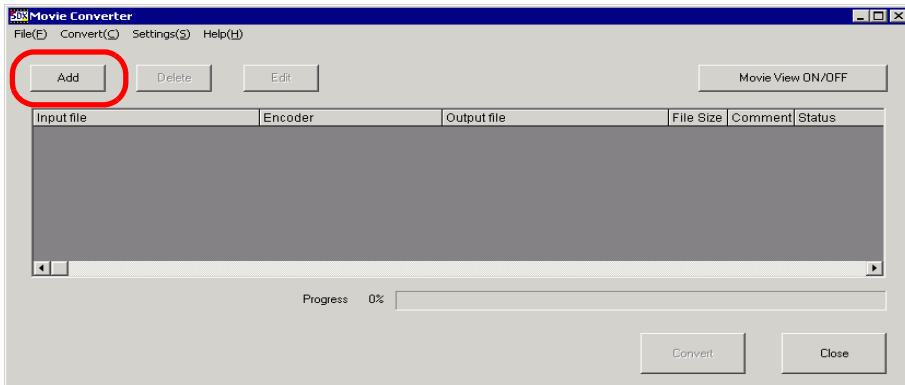 SDX Movie Converter
File(F) Convert(C) Settings(S) Help(H)
Add Delete Edit Movie View ON/OFF
Input file Encoder Output file File Size Comment Status
Progress 0%
Convert Close